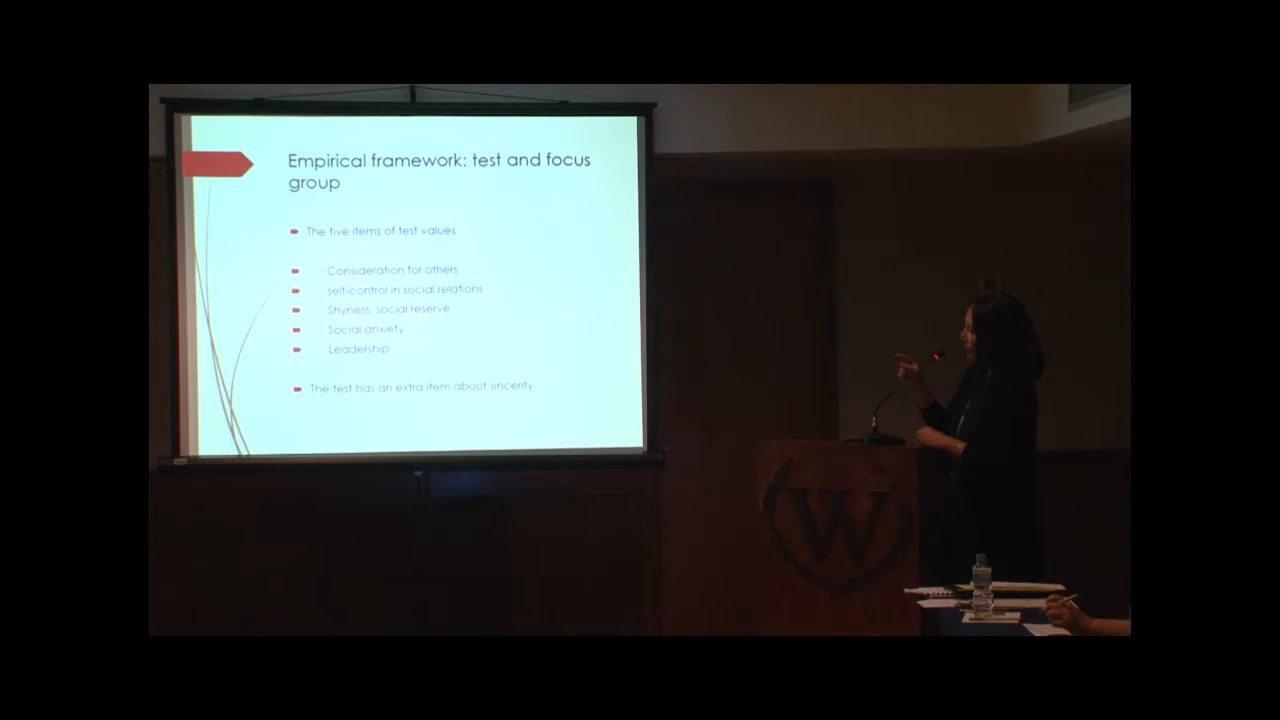 Empirical framework: test and focus
group
The five items of test values
Consideration for others
self-control in social relations
Shyness, social reserve
Social anxiety
Leadership
The test has an extra item about sincerity
W